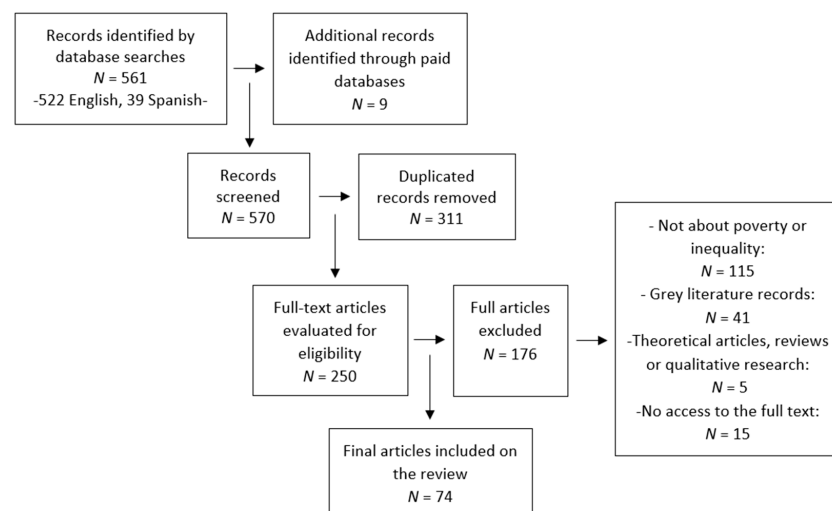 Records identified by
database searches
N = 561
-522 English, 39 Spanish-
Additional records
identified through paid
databases
N = 9
Records
screened
N = 570
Duplicated
records removed
N = 311
Full-text articles
evaluated for
eligibility
N = 250
Full articles
excluded
N = 176
- Not about poverty or
inequality:
N = 115
- Grey literature records:
N = 41
-Theoretical articles, reviews
or qualitative research:
N = 5
-No access to the full text:
N = 15
Final articles included on
the review
N = 74